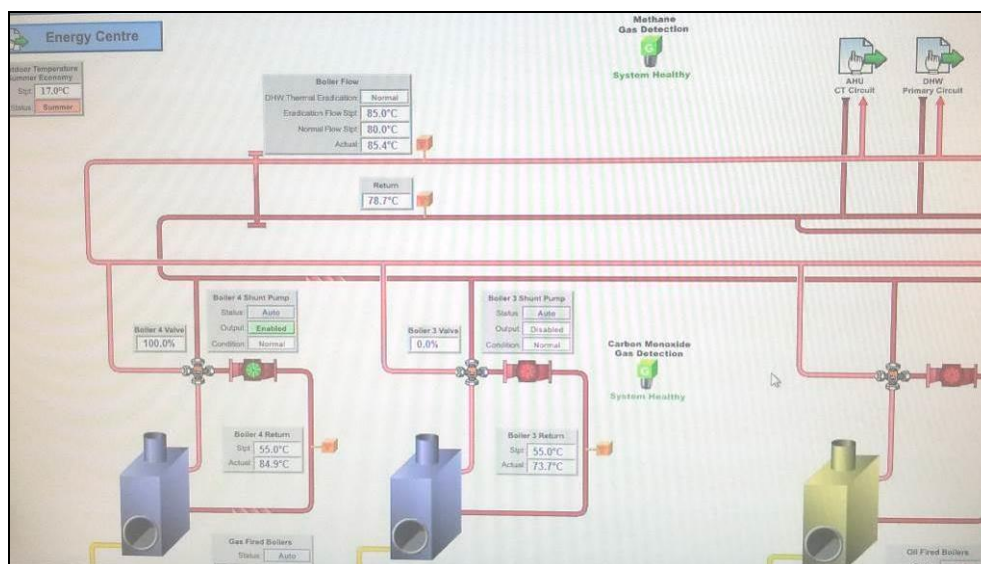 Energy Centre
Outdoor Temperature
Summer Economy
Stpt 17.0°C
Status Summer
Methane
Gas Detection
G
System Healthy
AHU
CT Circuit
DHW
Primary Circuit
Boiler Flow
DHW Thermal Eradication Normal
Eradication Flow Stpt 85.0°C
Normal Flow Stpt 80.0°C
Actual 85.4°C
Return
78.7°C
Boiler 4 Shunt Pump
Status Auto
Output Enabled
Condition Normal
Boiler 4 Valve
100.0%
Boiler 3 Shunt Pump
Status Auto
Output Disabled
Condition Normal
Boiler 3 Valve
0.0%
Carbon Monoxide
Gas Detection
G
System Healthy
Boiler 4 Return
Stpt 55.0°C
Actual 84.9°C
Boiler 3 Return
Stpt 55.0°C
Actual 73.7°C
Gas Fired Boilers
Status Auto
Oil Fired Boilers